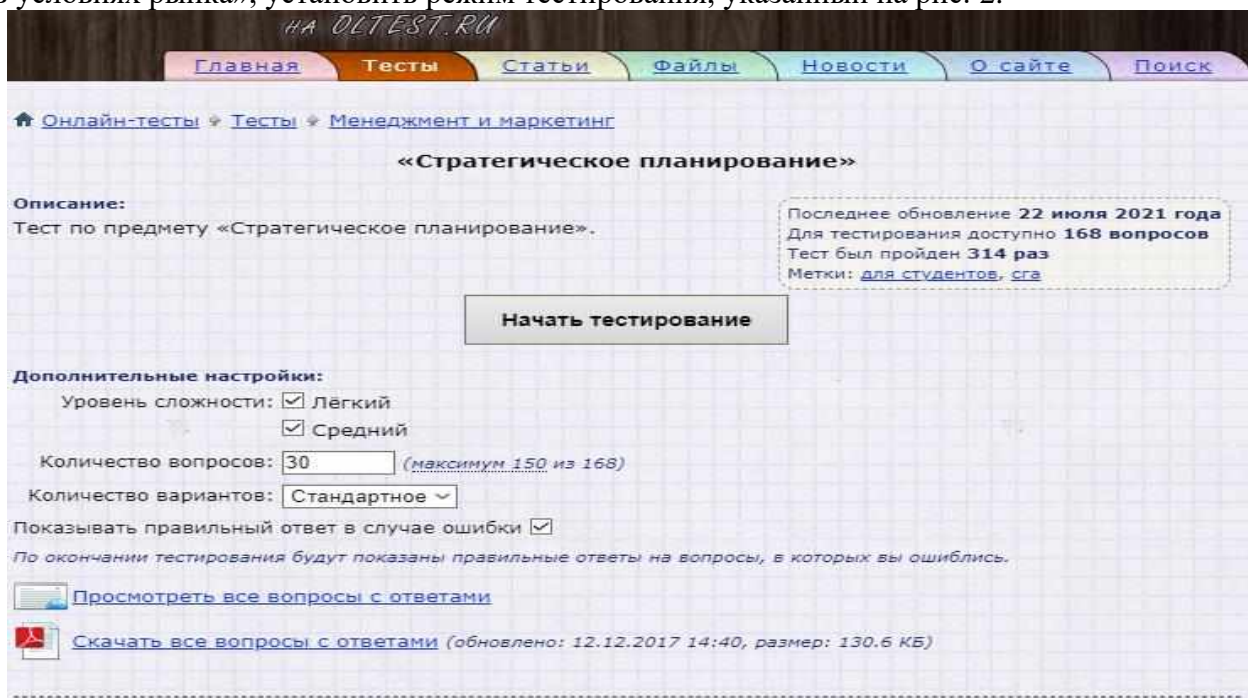 условиях рынка», установить режим тестирования, указанный на рис. 2.
НА OLTEST.RU
Главная Тесты Статьи Файлы Новости О сайте Поиск
Онлайн-тесты Тесты Менеджмент и маркетинг
«Стратегическое планирование»
Описание:
Тест по предмету «Стратегическое планирование».
Последнее обновление 22 июля 2021 года
Для тестирования доступно 168 вопросов
Тест был пройден 314 раз
Метки: для студентов, сга
Начать тестирование
Дополнительные настройки:
Уровень сложности: Лёгкий
Средний
Количество вопросов: 30 (максимум 150 из 168)
Количество вариантов: Стандартное
Показывать правильный ответ в случае ошибки
По окончании тестирования будут показаны правильные ответы на вопросы, в которых вы ошиблись.
Просмотреть все вопросы с ответами
Скачать все вопросы с ответами (обновлено: 12.12.2017 14:40, размер: 130.6 КБ)